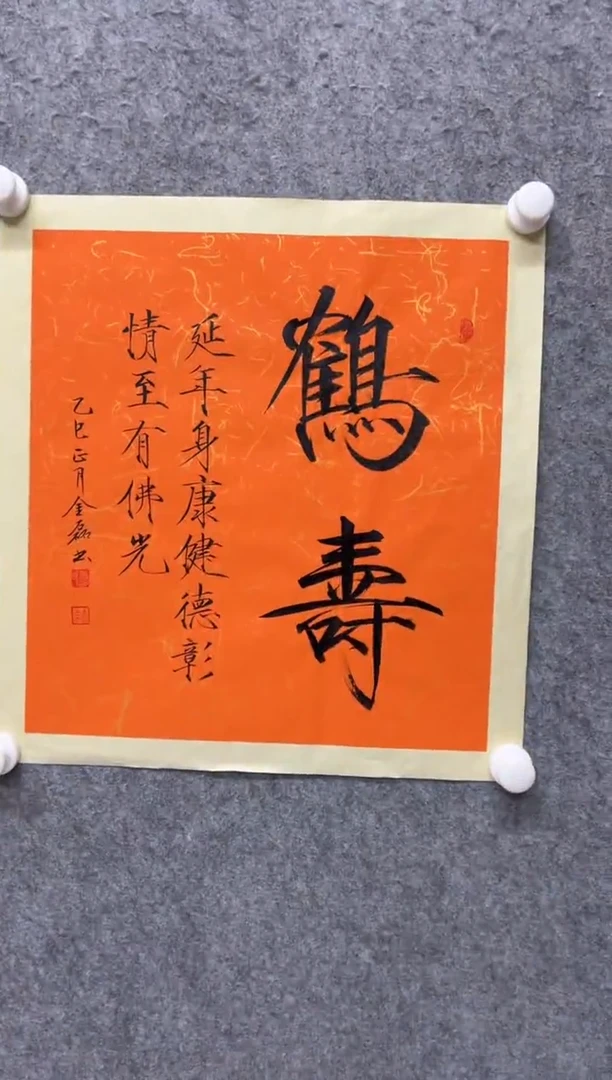 鶴壽
延年身康健德彰
情至有佛光
乙巳正月金磊书